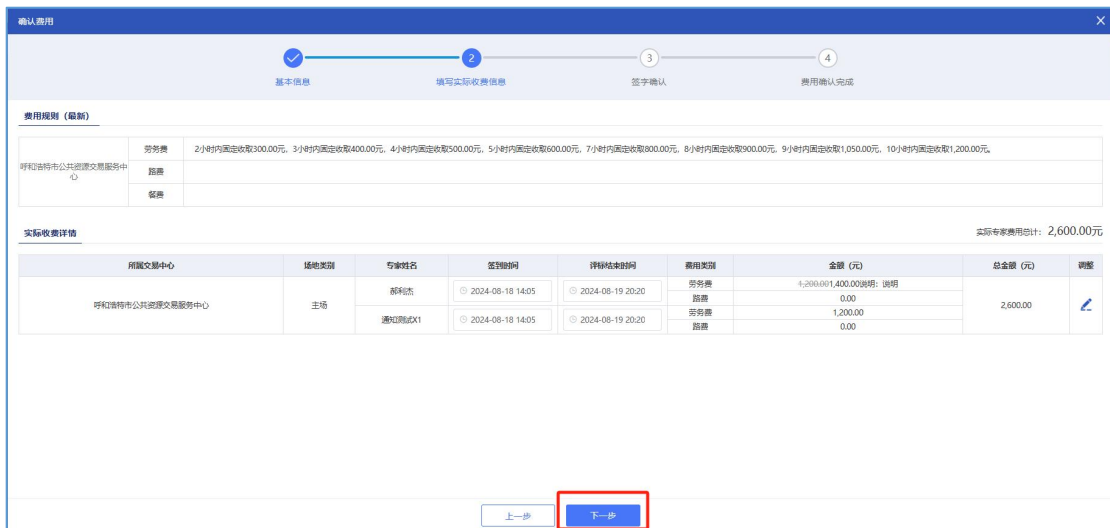 确认费用
2
3
4
基本信息
填写实际收费信息
签字确认
费用确认完成
费用规则（最新）
呼和浩特市公共资源交易服务中心
劳务费
2小时内固定收取300.00元，3小时内固定收取400.00元，4小时内固定收取500.00元，5小时内固定收取600.00元，7小时内固定收取800.00元，8小时内固定收取900.00元，9小时内固定收取1,050.00元，10小时内固定收取1,200.00元。
路费
餐费
实际收费详情
实际专家费用总计： 2,600.00元
所属交易中心 场地类别 专家姓名 签到时间 评标结束时间 费用类别 金额（元） 总金额（元） 调整
呼和浩特市公共资源交易服务中心 主场
郝利杰 2024-08-18 14:05 2024-08-19 20:20
劳务费 1,200.001,400.00说明：说明
路费 0.00
2,600.00
通知测试X1 2024-08-18 14:05 2024-08-19 20:20
劳务费 1,200.00
路费 0.00
上一步 下一步